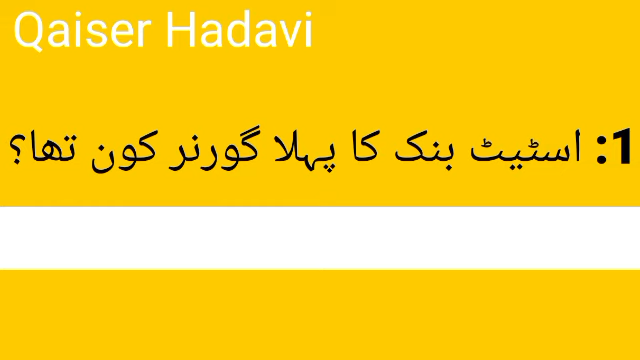 Qaiser Hadavi
1: اسٹیٹ بنک کا پہلا گورنر کون تھا؟